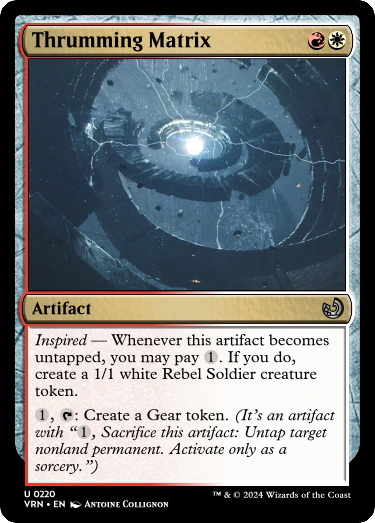 Thrumming Matrix
Artifact
Inspired — Whenever this artifact becomes
untapped, you may pay 1. If you do,
create a 1/1 white Rebel Soldier creature
token.
1, : Create a Gear token. (It's an artifact
with “1, Sacrifice this artifact: Untap target
nonland permanent. Activate only as a
sorcery.”)
U 0220
VRN • EN Antoine Collignon
™ & © 2024 Wizards of the Coast